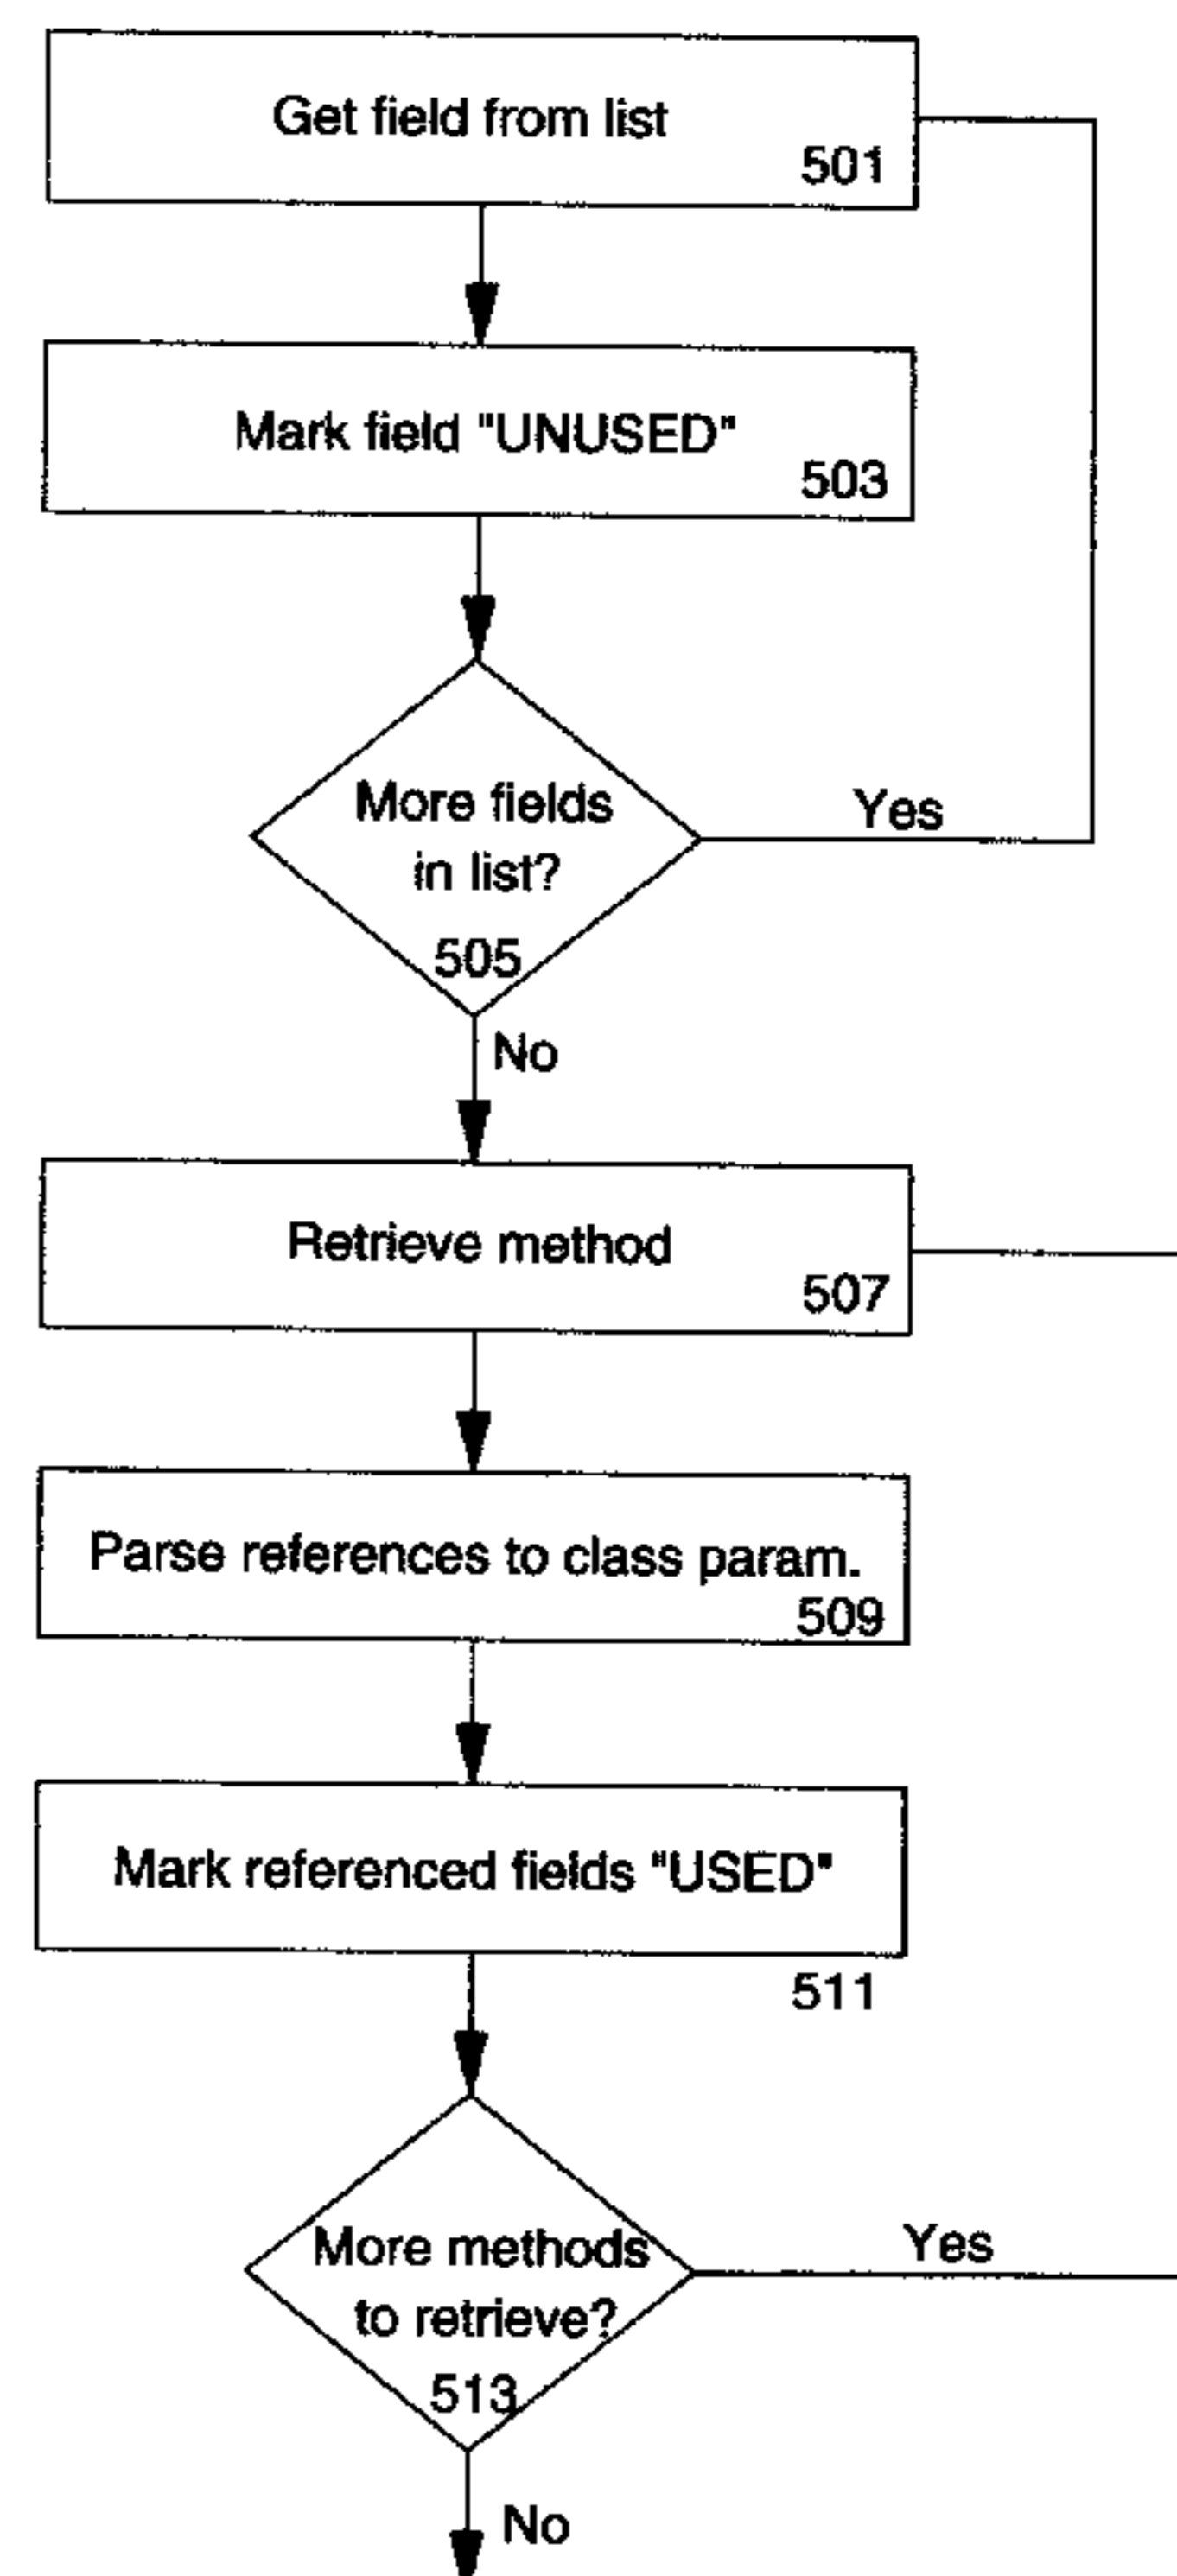 Get field from list
501
Mark field "UNUSED"
503
More fields
in list?
Yes
505
No
Retrieve method
507
Parse references to class param.
509
Mark referenced fields "USED"
511
More methods
to retrieve?
Yes
513
No